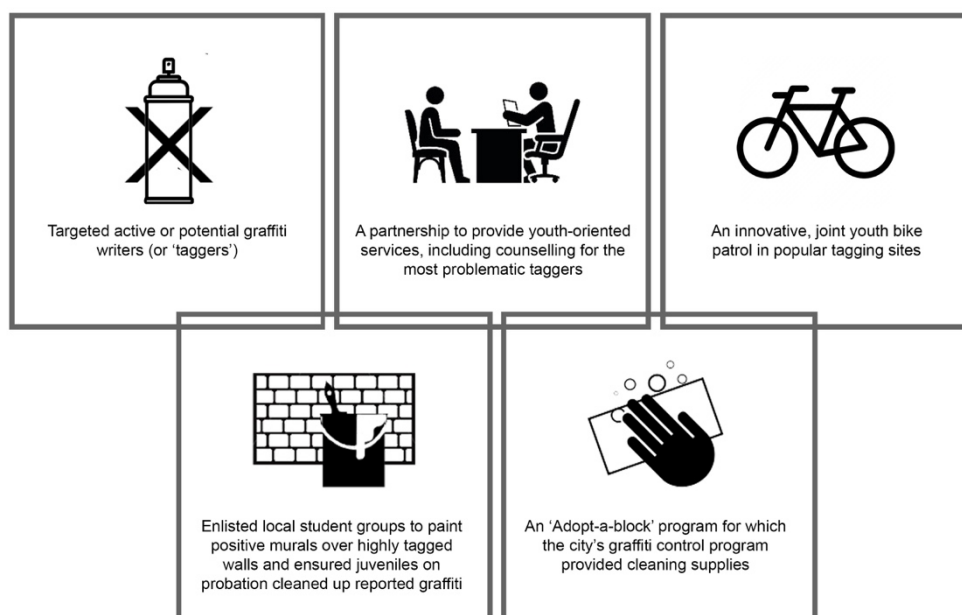 Targeted active or potential graffiti
writers (or ‘taggers’)
A partnership to provide youth-oriented
services, including counselling for the
most problematic taggers
An innovative, joint youth bike
patrol in popular tagging sites
Enlisted local student groups to paint
positive murals over highly tagged
walls and ensured juveniles on
probation cleaned up reported graffiti
An ‘Adopt-a-block’ program for which
the city’s graffiti control program
provided cleaning supplies